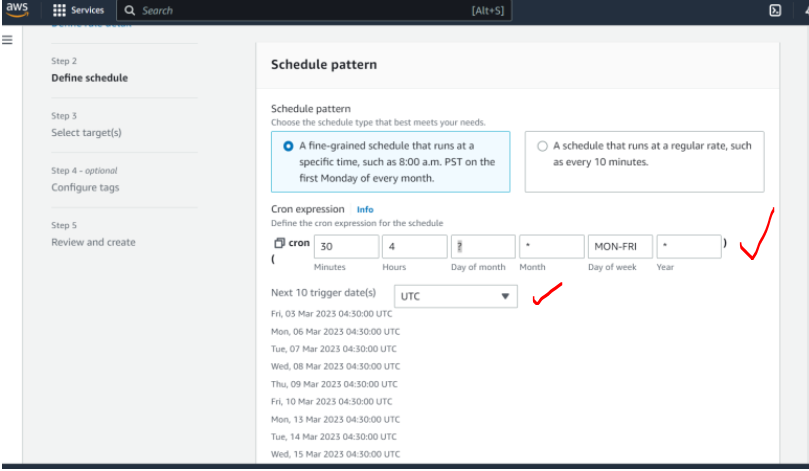 aws
Services
Search
[Alt+S]
Step 2
Define schedule
Step 3
Select target(s)
Step 4 - optional
Configure tags
Step 5
Review and create
Schedule pattern
Schedule pattern
Choose the schedule type that best meets your needs.
A fine-grained schedule that runs at a
specific time, such as 8:00 a.m. PST on the
first Monday of every month.
A schedule that runs at a regular rate, such
as every 10 minutes.
Cron expression Info
Define the cron expression for the schedule
cron ( 30 4 ? * MON-FRI * )
Minutes Hours Day of month Month Day of week Year
Next 10 trigger date(s) UTC
Fri, 03 Mar 2023 04:30:00 UTC
Mon, 06 Mar 2023 04:30:00 UTC
Tue, 07 Mar 2023 04:30:00 UTC
Wed, 08 Mar 2023 04:30:00 UTC
Thu, 09 Mar 2023 04:30:00 UTC
Fri, 10 Mar 2023 04:30:00 UTC
Mon, 13 Mar 2023 04:30:00 UTC
Tue, 14 Mar 2023 04:30:00 UTC
Wed, 15 Mar 2023 04:30:00 UTC